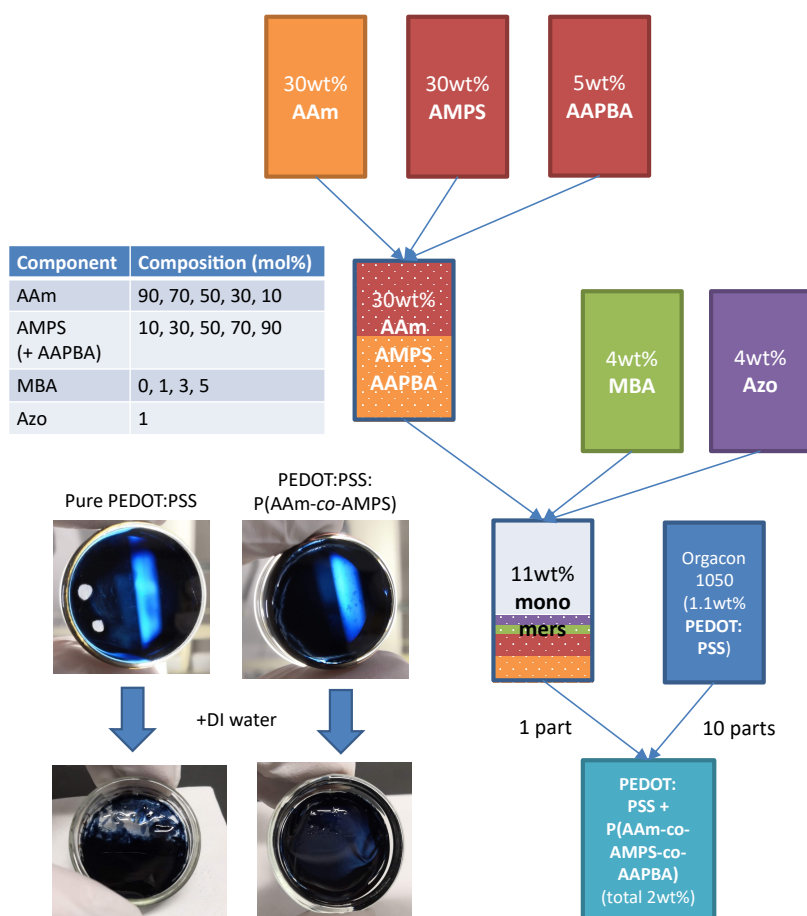 30wt%
AAm
30wt%
AMPS
5wt%
AAPBA
Component Composition (mol%)
AAm 90, 70, 50, 30, 10
AMPS 10, 30, 50, 70, 90
(+ AAPBA)
MBA 0, 1, 3, 5
Azo 1
30wt%
AAm
AMPS
AAPBA
4wt%
MBA
4wt%
Azo
Pure PEDOT:PSS
PEDOT:PSS:
P(AAm-co-AMPS)
+DI water
11wt%
mono
mers
Orgacon
1050
(1.1wt%
PEDOT:
PSS)
1 part
10 parts
PEDOT:
PSS +
P(AAm-co-
AMPS-co-
AAPBA)
(total 2wt%)